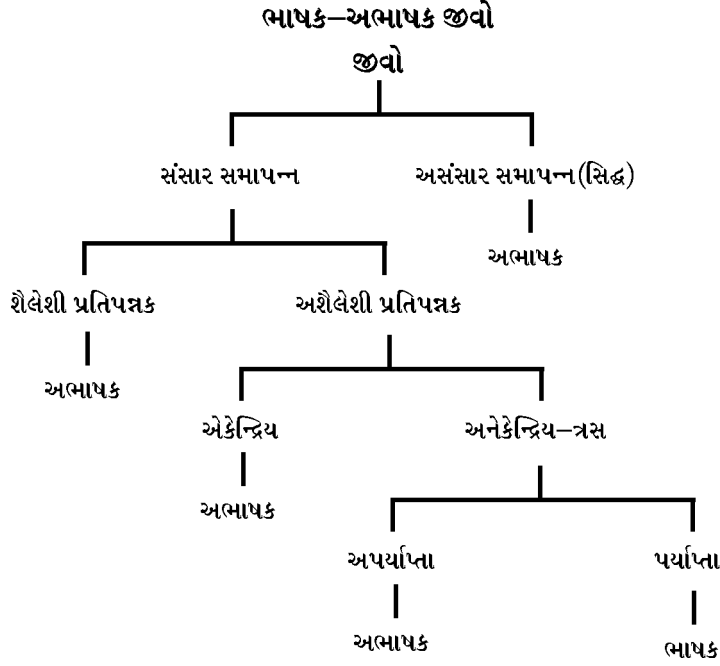 ભાષક–અભાષક જીવો
જીવો
સંસાર સમાપન્ન અસંસાર સમાપન્ન(સિદ્ધ)
અભાષક
શૈલેશી પ્રતિપન્નક અશૈલેશી પ્રતિપન્નક
અભાષક
એકેન્દ્રિય અનેકેન્દ્રિય–ત્રસ
અભાષક
અપર્યાપ્તા પર્યાપ્તા
અભાષક ભાષક